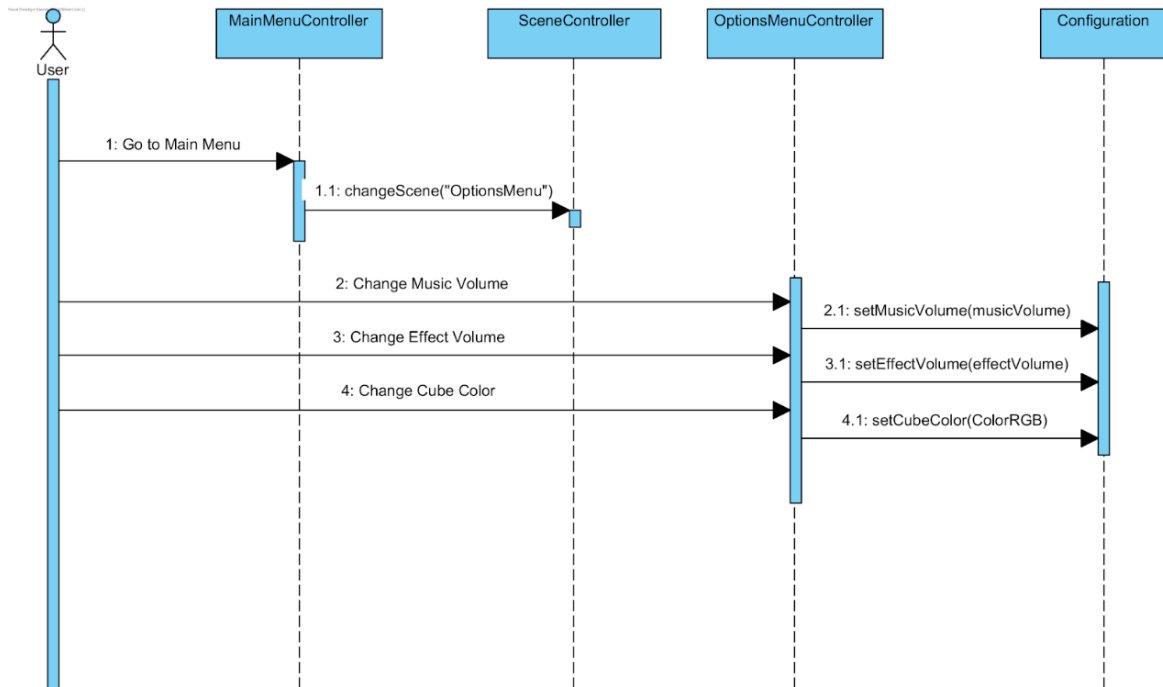 MainMenuController
SceneController
OptionsMenuController
Configuration
User
1: Go to Main Menu
1.1: changeScene("OptionsMenu")
2: Change Music Volume
2.1: setMusicVolume(musicVolume)
3: Change Effect Volume
3.1: setEffectVolume(effectVolume)
4: Change Cube Color
4.1: setCubeColor(ColorRGB)